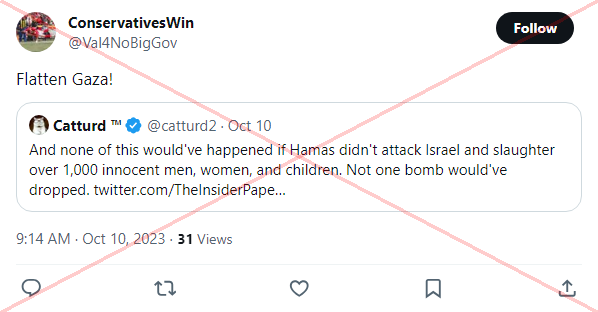 ConservativesWin
@Val4NoBigGov
Follow
Flatten Gaza!
Catturd ™ @catturd2 · Oct 10
And none of this would've happened if Hamas didn't attack Israel and slaughter
over 1,000 innocent men, women, and children. Not one bomb would've
dropped. twitter.com/TheInsiderPape...
9:14 AM · Oct 10, 2023 · 31 Views